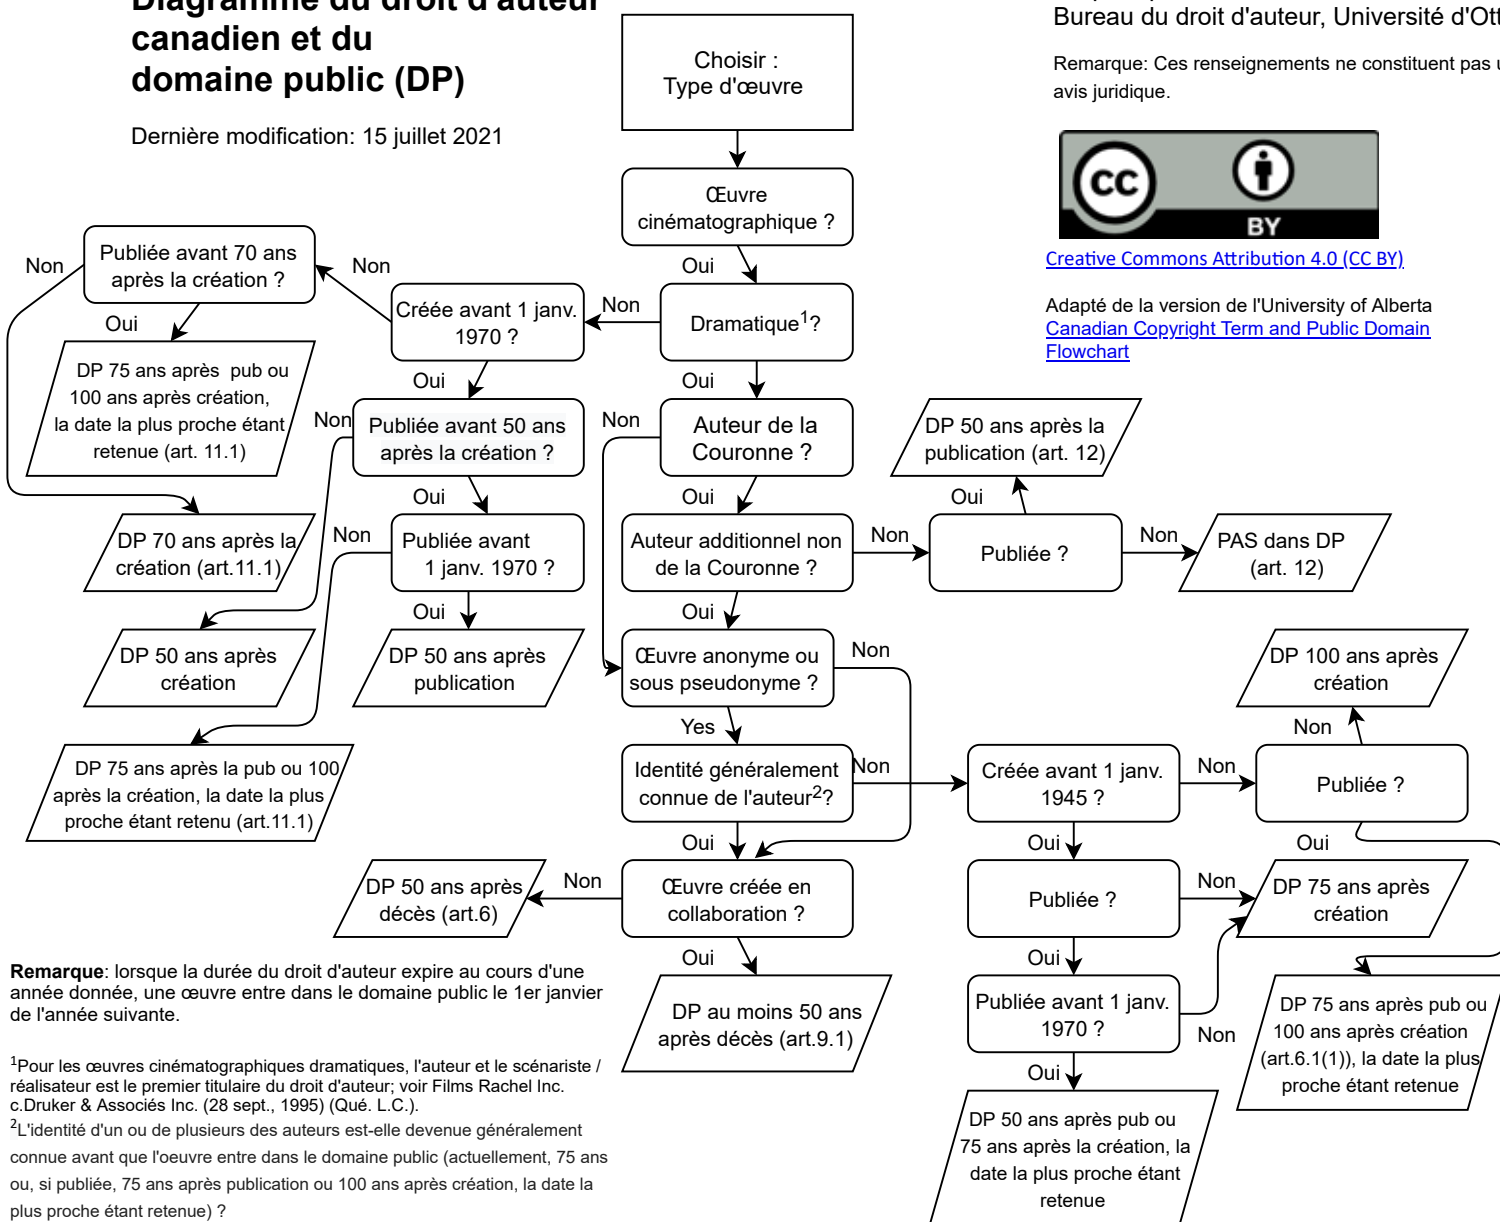 Diagramme du droit d'auteur
canadien et du
domaine public (DP)
Dernière modification: 15 juillet 2021
Bureau du droit d'auteur, Université d'Ott
Remarque: Ces renseignements ne constituent pas u
avis juridique.
CC
BY
Creative Commons Attribution 4.0 (CC BY)
Adapté de la version de l'University of Alberta
Canadian Copyright Term and Public Domain
Flowchart
Choisir :
Type d'œuvre
Œuvre
cinématographique ?
Oui
Dramatique1?
Non
Créée avant 1 janv.
1970 ?
Non
Publiée avant 70 ans
après la création ?
Non
Oui
DP 75 ans après  pub ou
100 ans après création,
la date la plus proche étant
retenue (art. 11.1)
DP 70 ans après la
création (art.11.1)
Oui
Publiée avant 50 ans
après la création ?
Non
DP 50 ans après
création
Oui
Publiée avant
1 janv. 1970 ?
Non
DP 75 ans après la pub ou 100
après la création, la date la plus
proche étant retenu (art.11.1)
Oui
DP 50 ans après
publication
Oui
Auteur de la
Couronne ?
Non
Oui
Auteur additionnel non
de la Couronne ?
Non
Publiée ?
Oui
DP 50 ans après la
publication (art. 12)
Non
PAS dans DP
(art. 12)
Oui
Œuvre anonyme ou
sous pseudonyme ?
Non
Yes
Identité généralement
connue de l'auteur2?
Non
Créée avant 1 janv.
1945 ?
Non
Publiée ?
Non
DP 100 ans après
création
Oui
DP 75 ans après pub ou
100 ans après création
(art.6.1(1)), la date la plus
proche étant retenue
Oui
Publiée ?
Non
DP 75 ans après
création
Oui
Publiée avant 1 janv.
1970 ?
Non
Oui
DP 50 ans après pub ou
75 ans après la création, la
date la plus proche étant
retenue
Oui
Œuvre créée en
collaboration ?
Non
DP 50 ans après
décès (art.6)
Oui
DP au moins 50 ans
après décès (art.9.1)
Remarque: lorsque la durée du droit d'auteur expire au cours d'une
année donnée, une œuvre entre dans le domaine public le 1er janvier
de l'année suivante.
1Pour les œuvres cinématographiques dramatiques, l'auteur et le scénariste /
réalisateur est le premier titulaire du droit d'auteur; voir Films Rachel Inc.
c.Druker & Associés Inc. (28 sept., 1995) (Qué. L.C.).
2L'identité d'un ou de plusieurs des auteurs est-elle devenue généralement
connue avant que l'oeuvre entre dans le domaine public (actuellement, 75 ans
ou, si publiée, 75 ans après publication ou 100 ans après création, la date la
plus proche étant retenue) ?